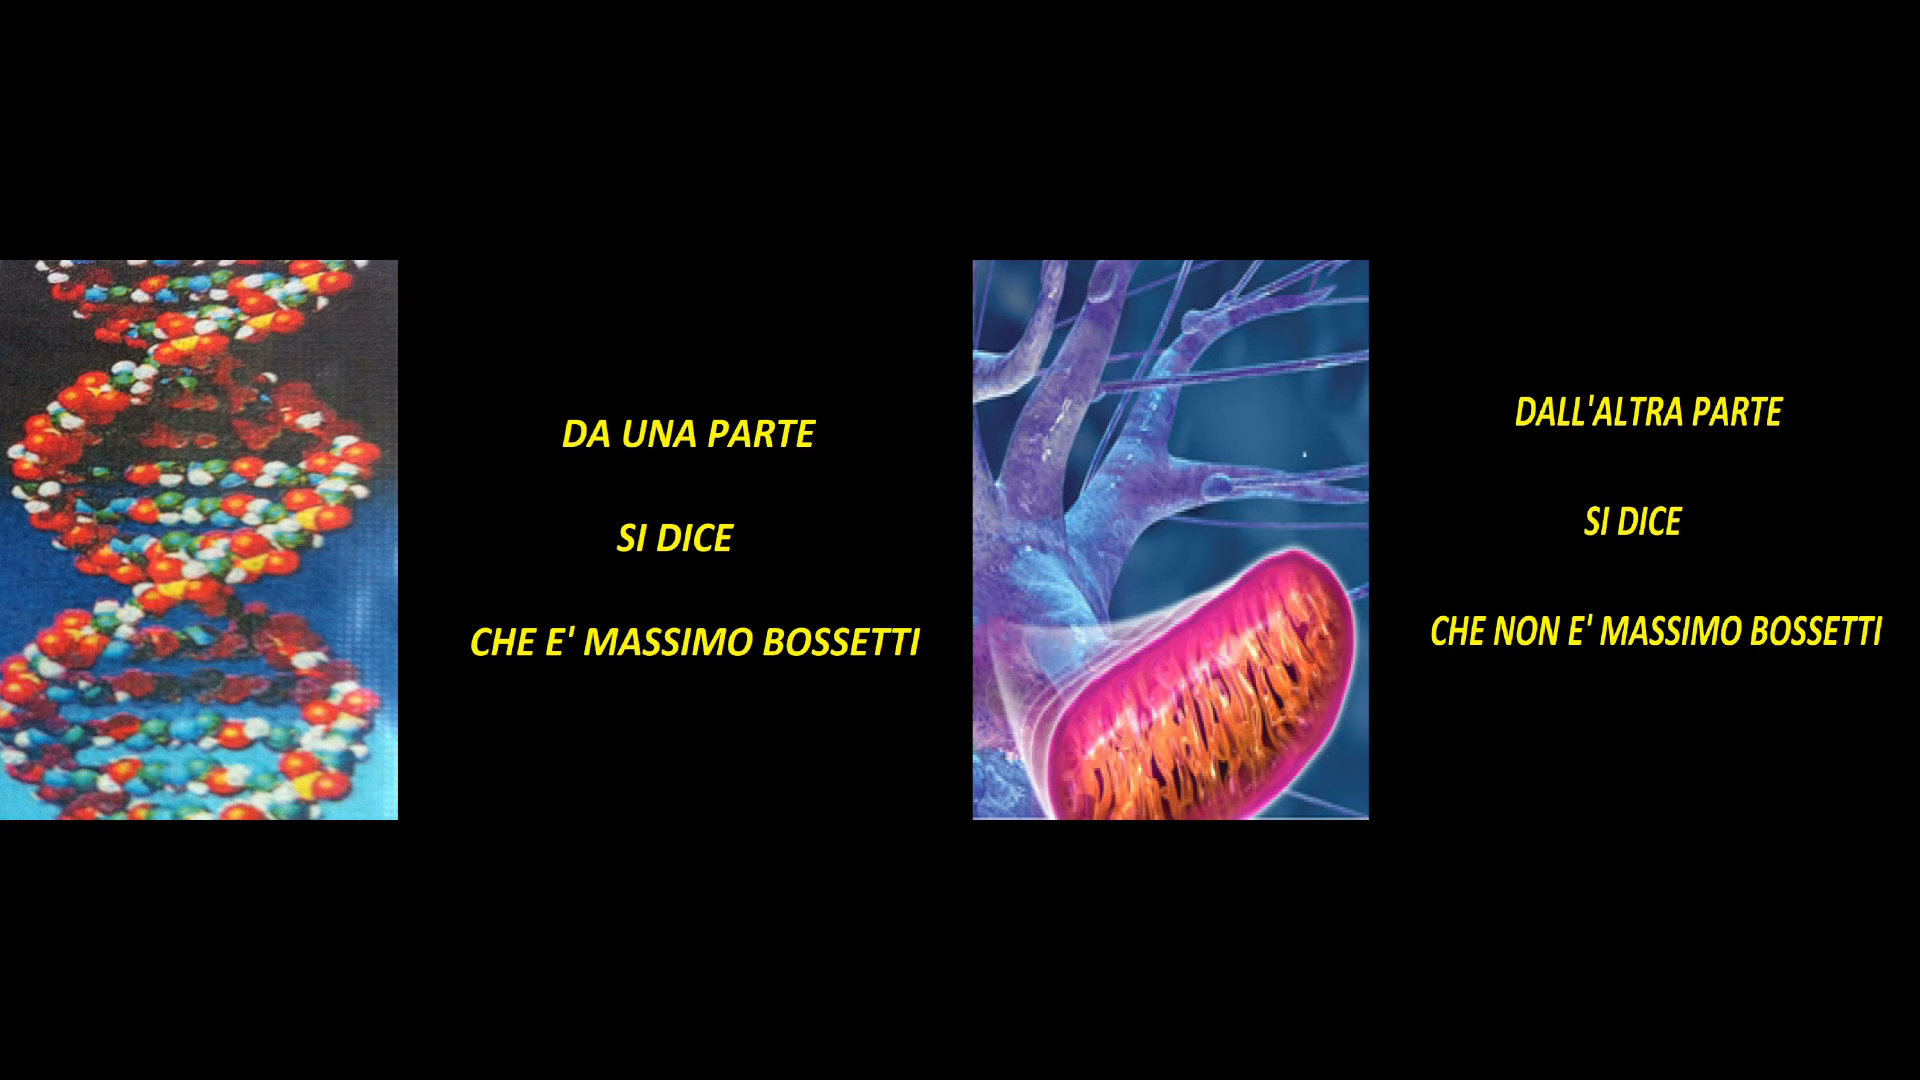 DA UNA PARTE
SI DICE
CHE E' MASSIMO BOSSETTI
DALL'ALTRA PARTE
SI DICE
CHE NON E' MASSIMO BOSSETTI